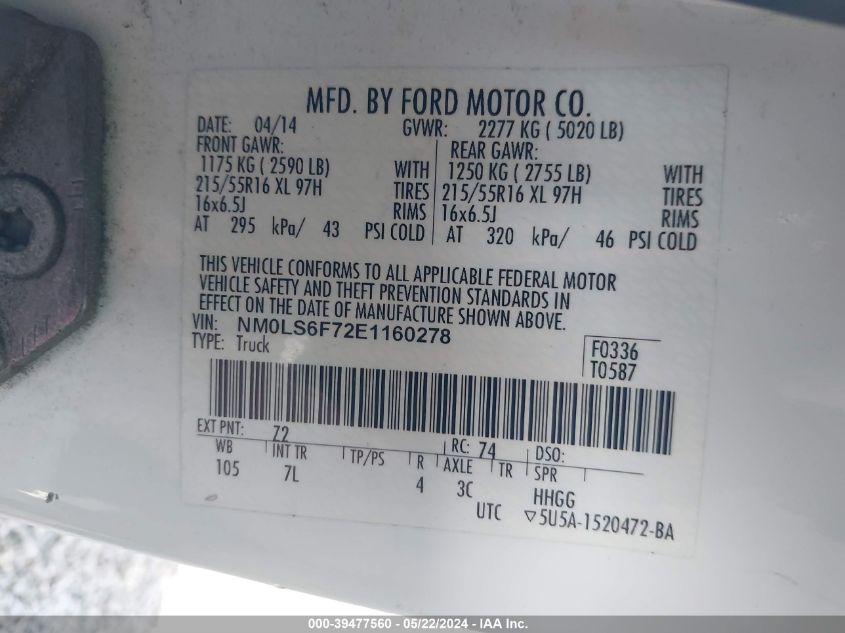 MFD. BY FORD MOTOR CO.
DATE: 04/14 GVWR: 2277 KG ( 5020 LB)
FRONT GAWR: REAR GAWR:
1175 KG ( 2590 LB) WITH 1250 KG ( 2755 LB) WITH
215/55R16 XL 97H TIRES 215/55R16 XL 97H TIRES
16x6.5J RIMS 16x6.5J RIMS
AT 295 kPa/ 43 PSI COLD AT 320 kPa/ 46 PSI COLD
THIS VEHICLE CONFORMS TO ALL APPLICABLE FEDERAL MOTOR
VEHICLE SAFETY AND THEFT PREVENTION STANDARDS IN
EFFECT ON THE DATE OF MANUFACTURE SHOWN ABOVE.
VIN: NM0LS6F72E1160278
TYPE: Truck
F0336
T0587
EXT PNT: 72 RC: 74 DSO:
WB INT TR TP/PS R AXLE TR SPR
105 7L 4 3C HHGG
UTC ▽5U5A-1520472-BA
000-39477560 - 05/22/2024 - IAA, Inc.